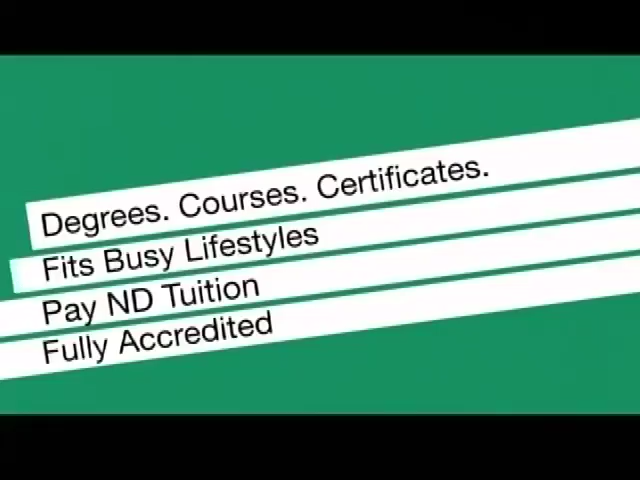 Degrees. Courses. Certificates.
Fits Busy Lifestyles
Pay ND Tuition
Fully Accredited